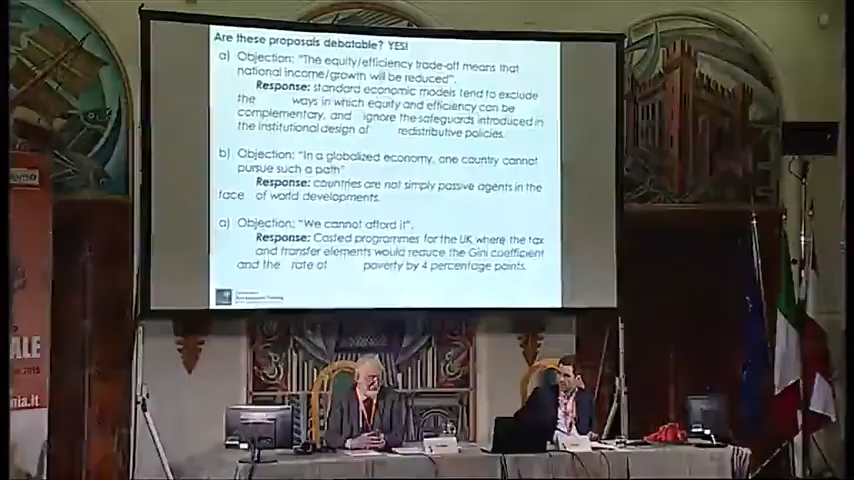 Are these proposals debatable? YES!
a) Objection: "The equity/efficiency trade-off means that
national income/growth will be reduced".
Response: standard economic models tend to exclude
the ways in which equity and efficiency can be
complementary, and ignore the safeguards introduced in
the institutional design of redistributive policies.
b) Objection: "In a globalized economy, one country cannot
pursue such a path"
Response: countries are not simply passive agents in the
face of world developments.
a) Objection: "We cannot afford it".
Response: Costed programmes for the UK where the tax
and transfer elements would reduce the Gini coefficient
and the rate of poverty by 4 percentage points.
ALE
2015
nia.it